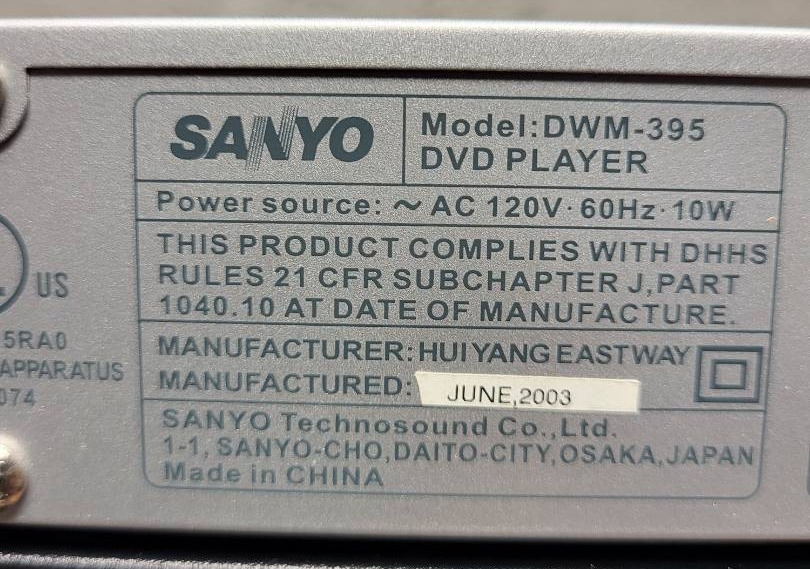 SANYO
Model:DWM-395
DVD PLAYER
Power source: ~ AC 120V·60Hz·10W
THIS PRODUCT COMPLIES WITH DHHS
RULES 21 CFR SUBCHAPTER J,PART
1040.10 AT DATE OF MANUFACTURE.
MANUFACTURER:HUIYANG EASTWAY
MANUFACTURED: JUNE,2003
SANYO Technosound Co.,Ltd.
1-1, SANYO-CHO,DAITO-CITY,OSAKA,JAPAN
Made in CHINA
US
5RA0
APPARATUS
074